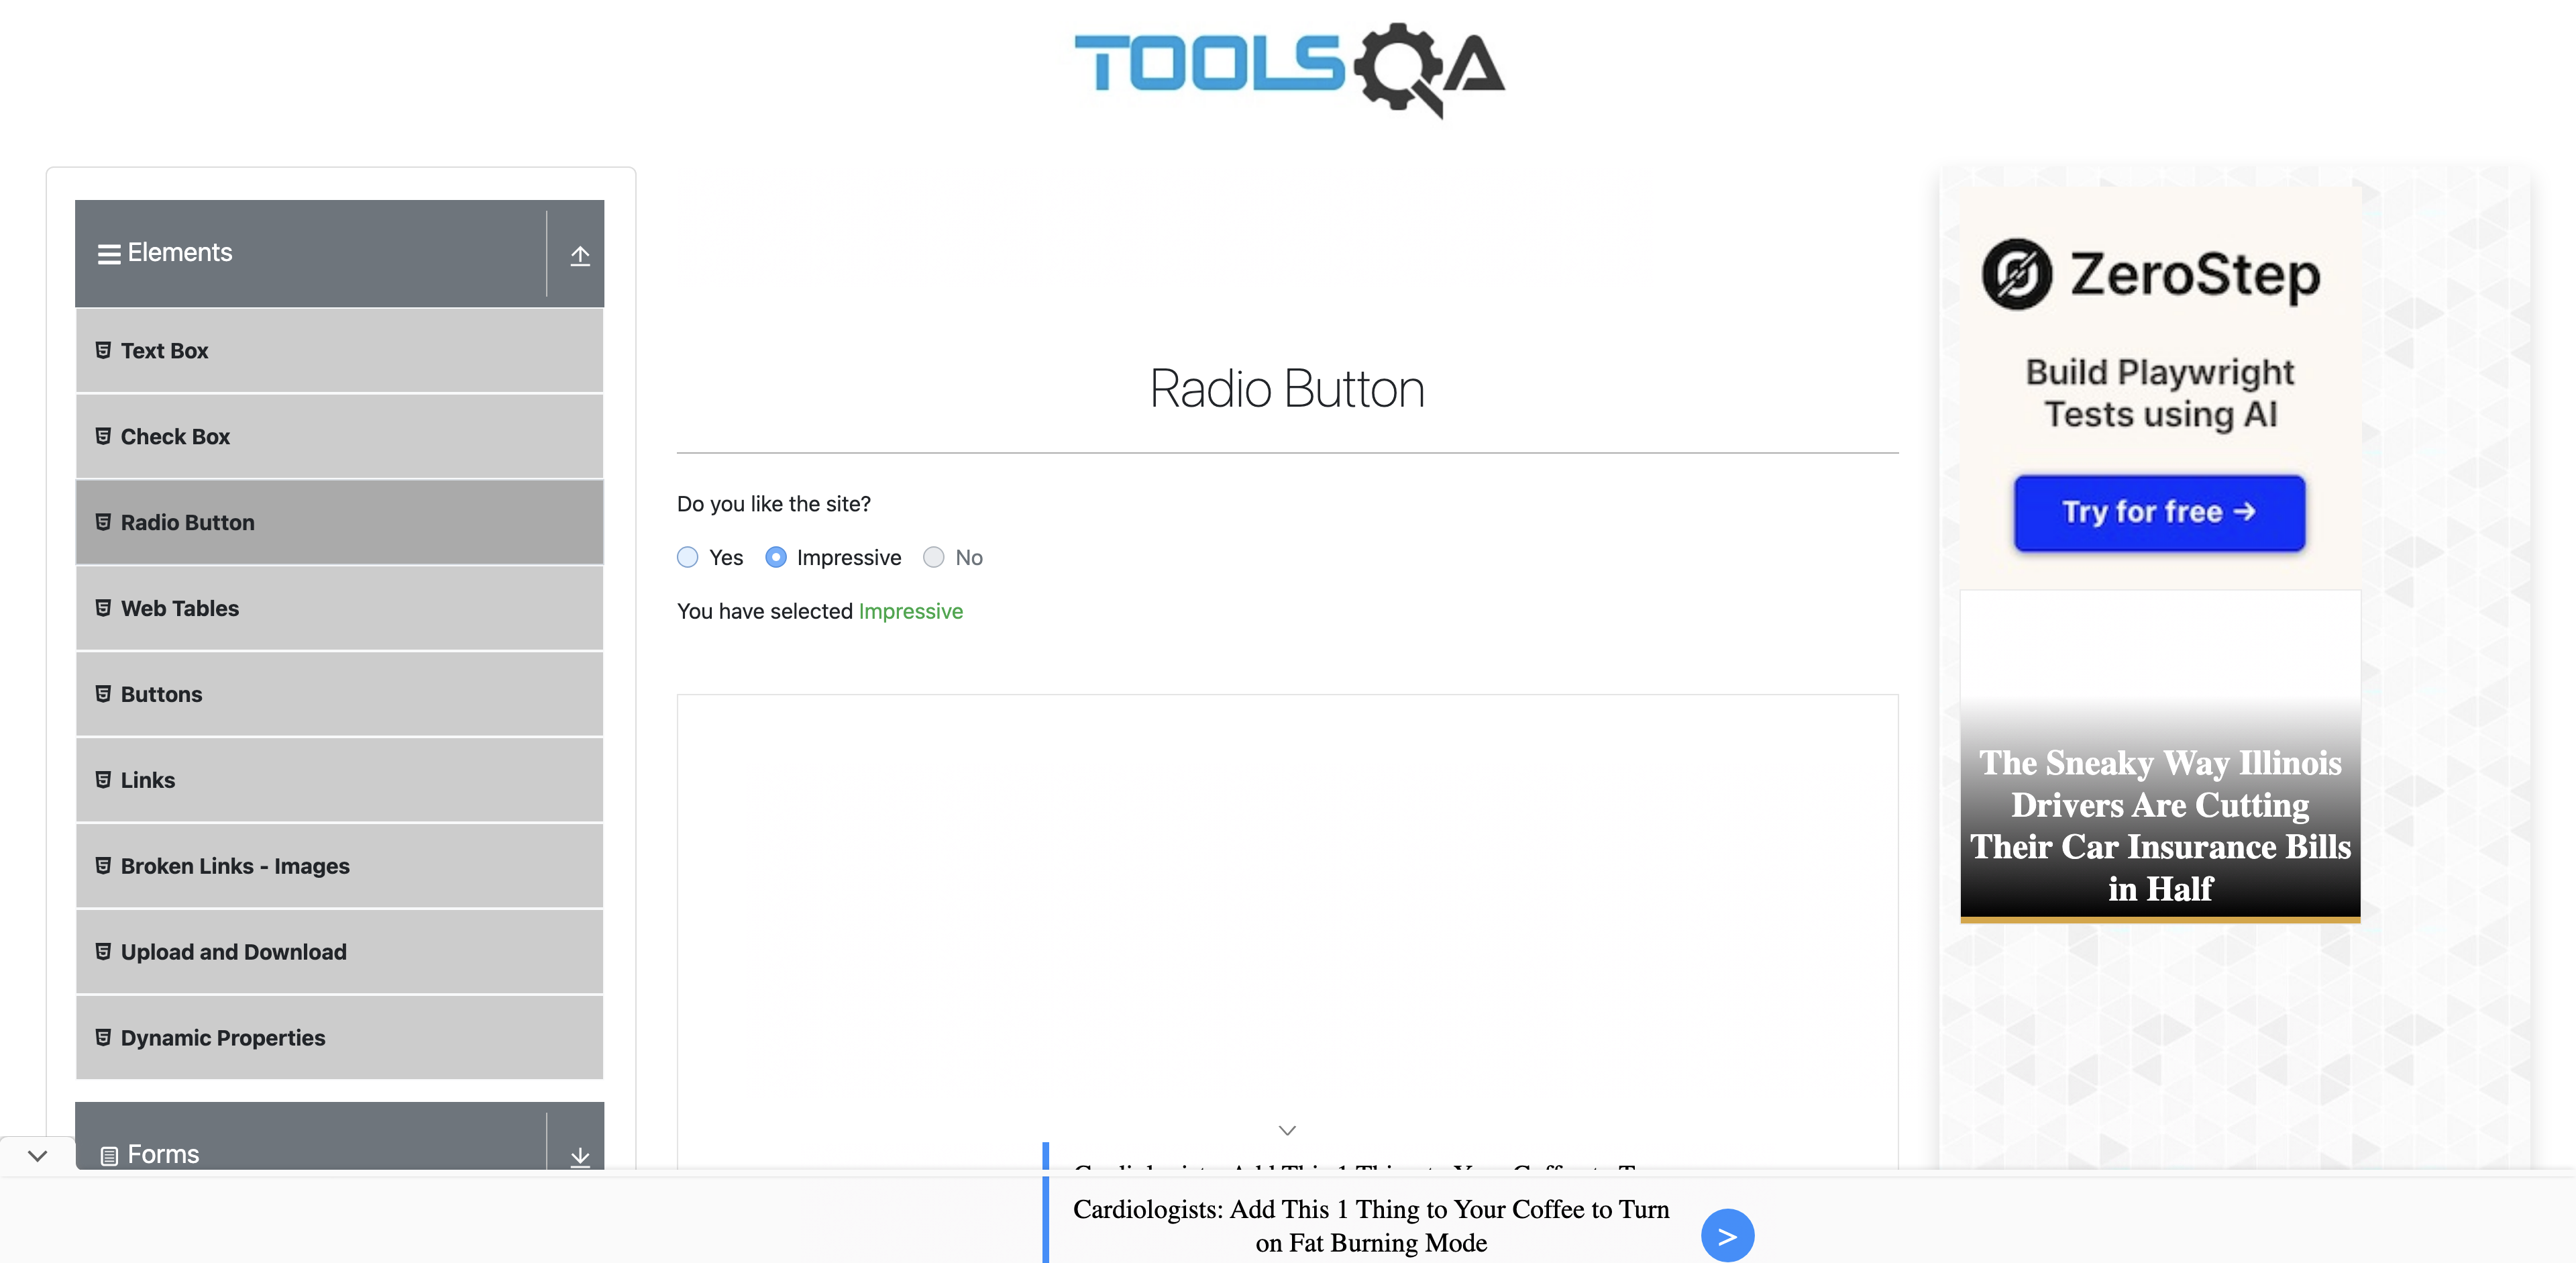 TOOLSQA
Elements
Text Box
Check Box
Radio Button
Web Tables
Buttons
Links
Broken Links - Images
Upload and Download
Dynamic Properties
Forms
Radio Button
Do you like the site?
Yes
Impressive
No
You have selected Impressive
ZeroStep
Build Playwright
Tests using AI
Try for free →
The Sneaky Way Illinois
Drivers Are Cutting
Their Car Insurance Bills
in Half
Cardiologists: Add This 1 Thing to Your Coffee to Turn
on Fat Burning Mode
>